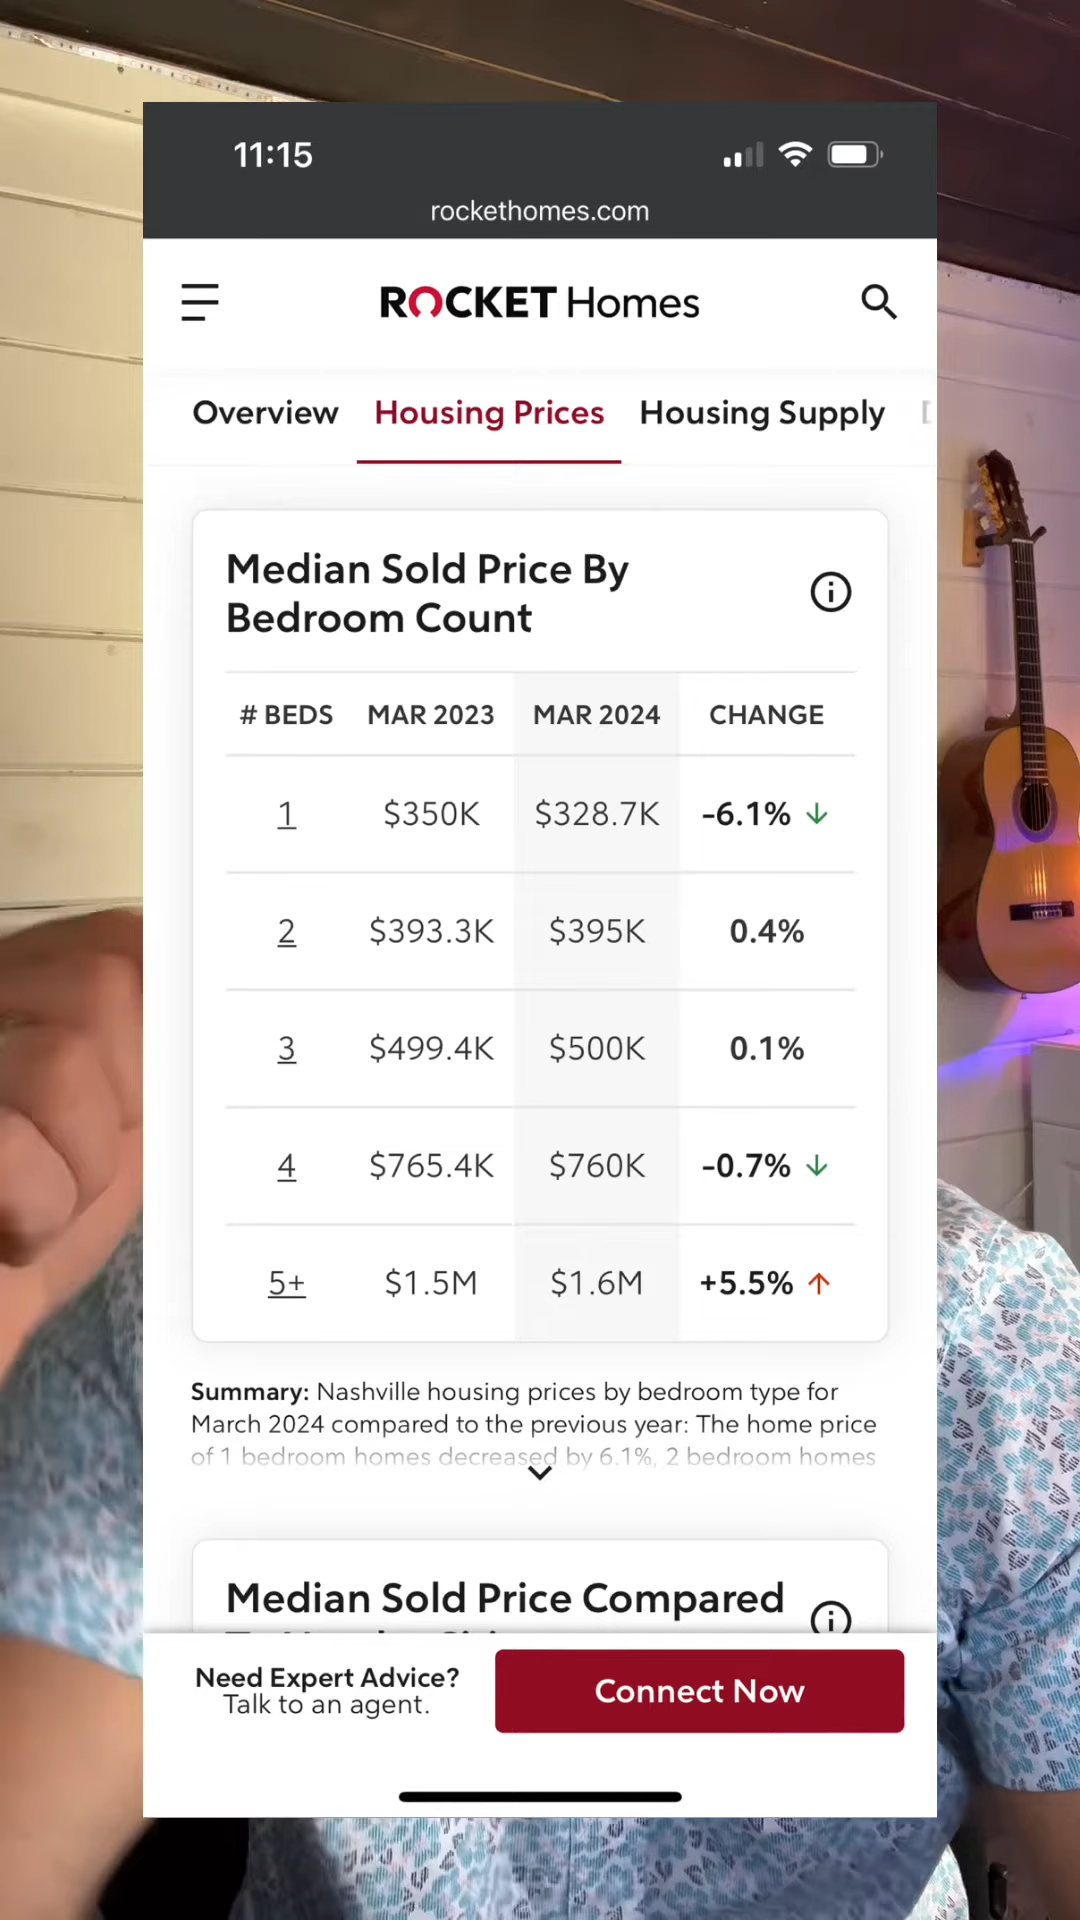 11:15
rockethomes.com
ROCKET Homes
Overview Housing Prices Housing Supply
Median Sold Price By
Bedroom Count
# BEDS MAR 2023 MAR 2024 CHANGE
1 $350K $328.7K -6.1% ↓
2 $393.3K $395K 0.4%
3 $499.4K $500K 0.1%
4 $765.4K $760K -0.7% ↓
5+ $1.5M $1.6M +5.5% ↑
Summary: Nashville housing prices by bedroom type for
March 2024 compared to the previous year: The home price
of 1 bedroom homes decreased by 6.1%, 2 bedroom homes
Median Sold Price Compared
Need Expert Advice?
Talk to an agent.
Connect Now